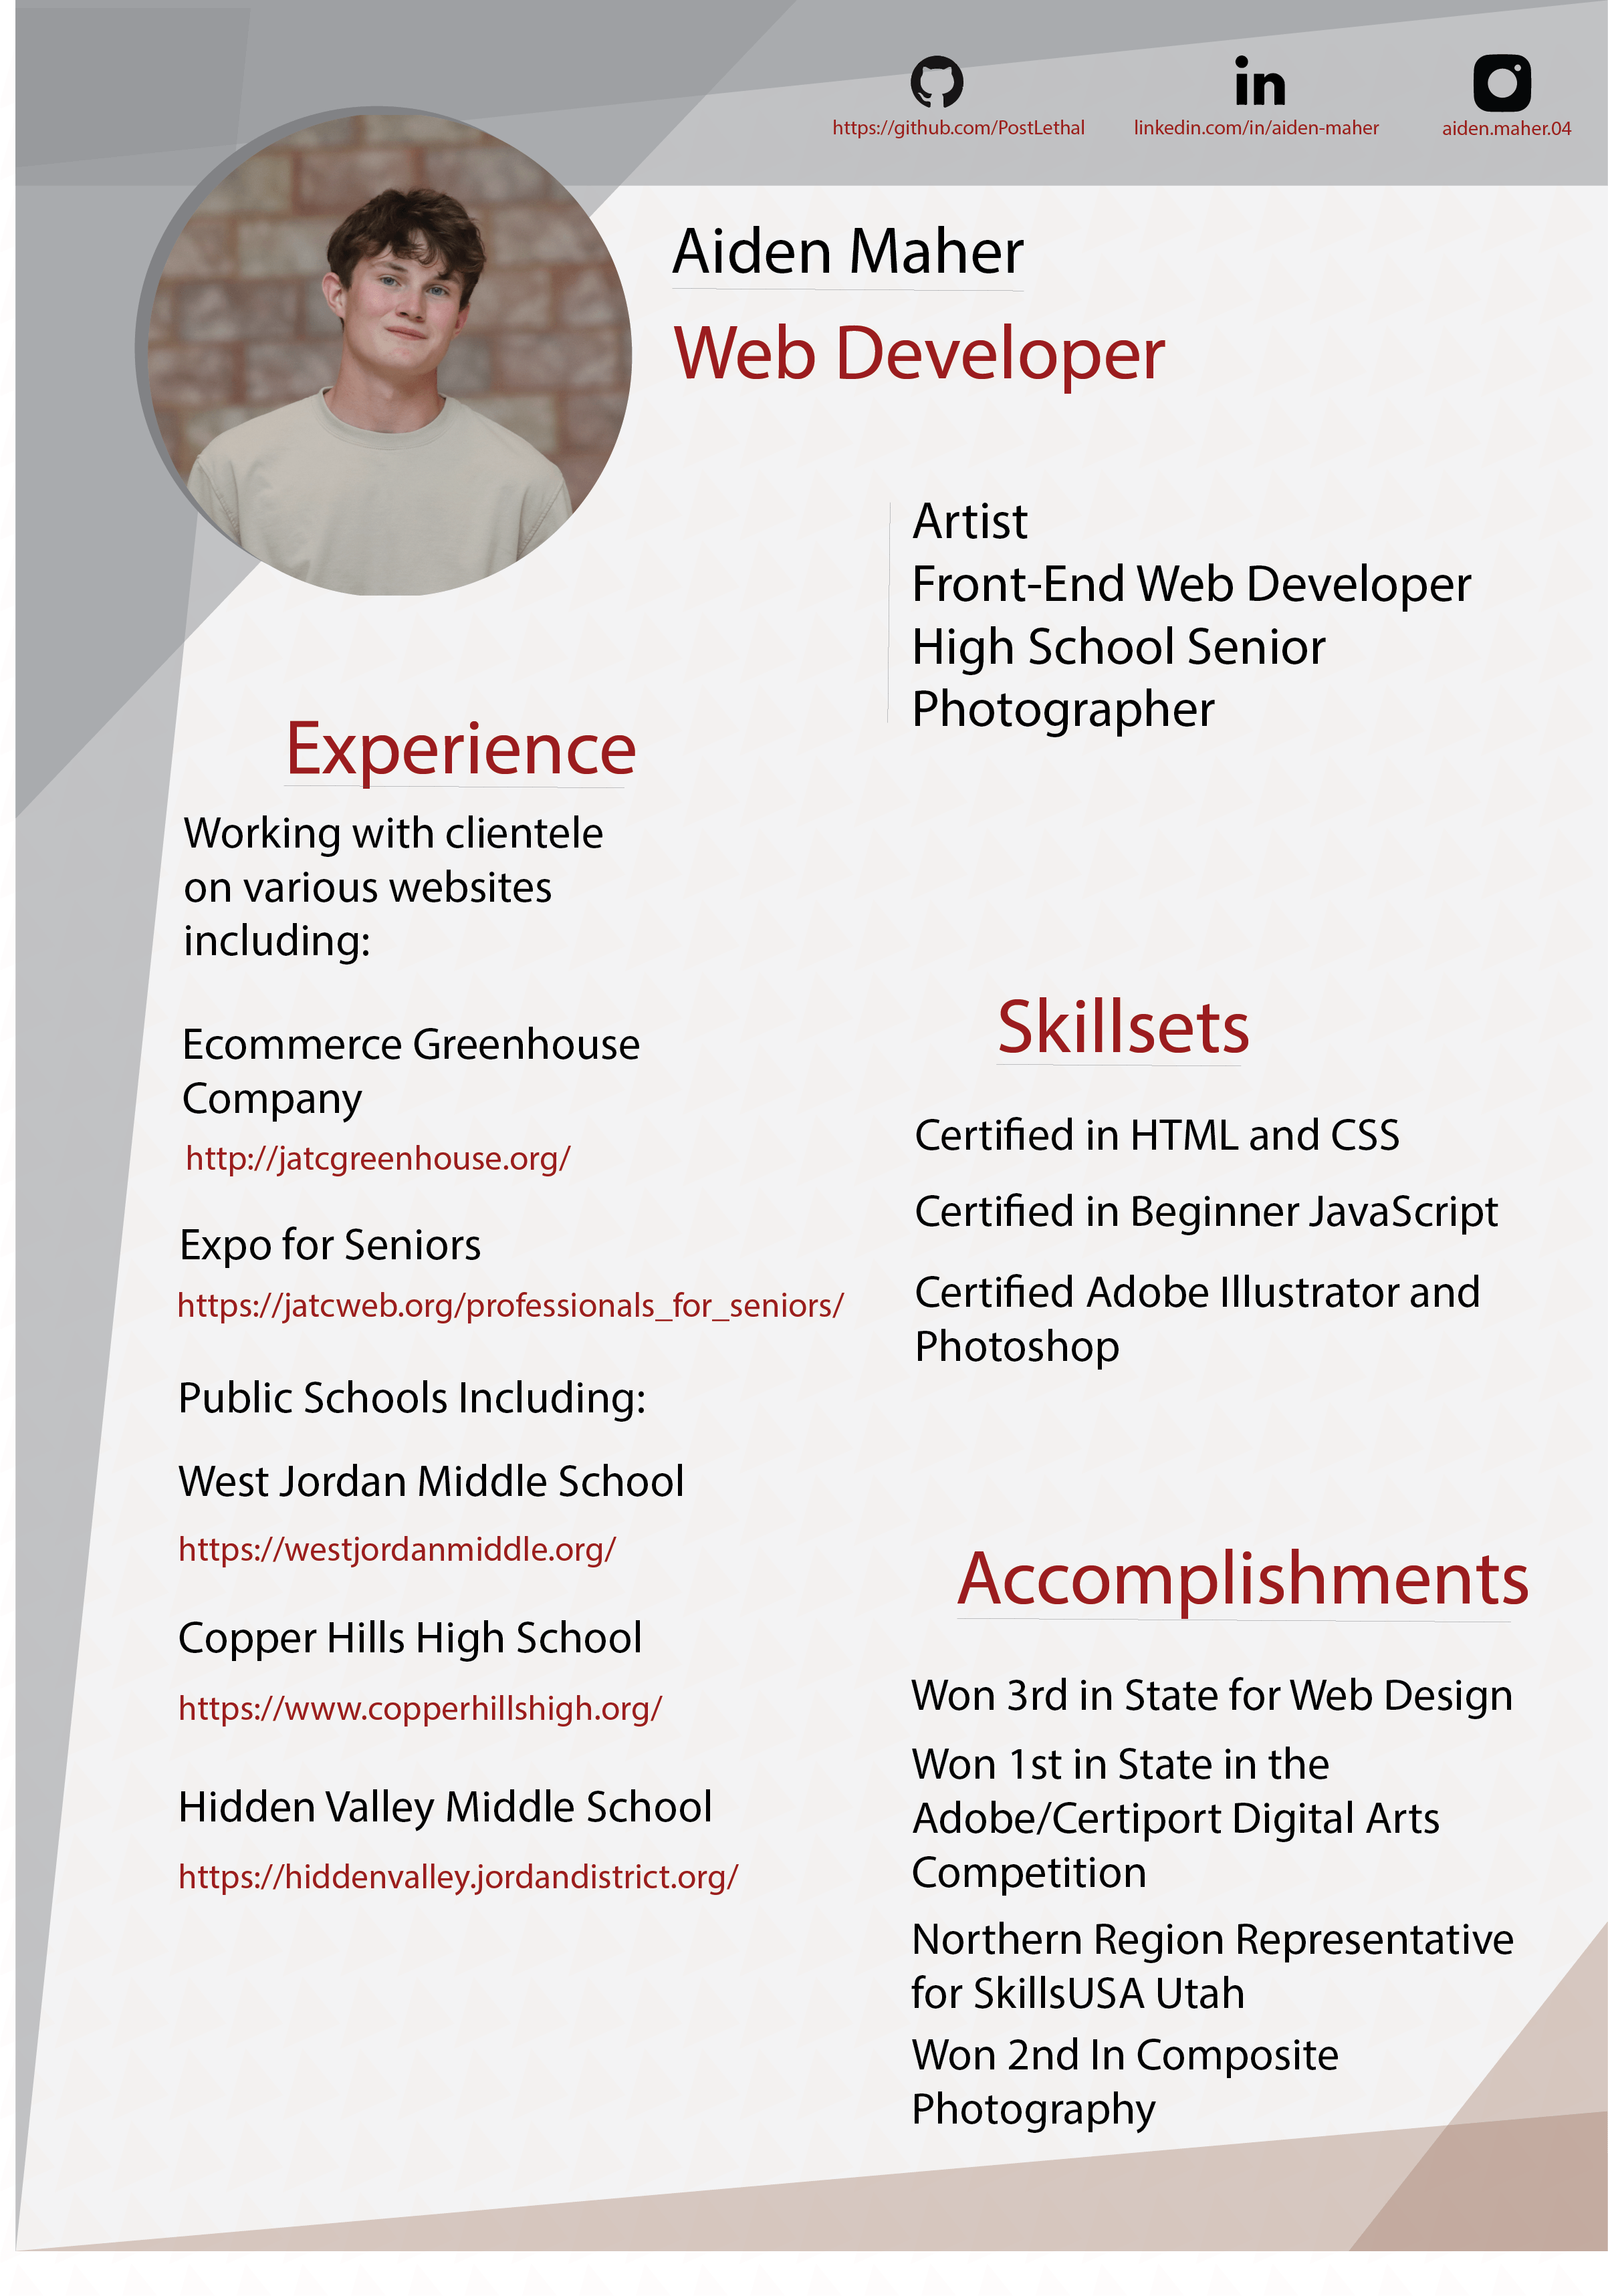 https://github.com/PostLethal
linkedin.com/in/aiden-maher
aiden.maher.04
Aiden Maher
Web Developer
Artist
Front-End Web Developer
High School Senior
Photographer
Experience
Working with clientele
on various websites
including:
Ecommerce Greenhouse
Company
http://jatcgreenhouse.org/
Expo for Seniors
https://jatcweb.org/professionals_for_seniors/
Public Schools Including:
West Jordan Middle School
https://westjordanmiddle.org/
Copper Hills High School
https://www.copperhillshigh.org/
Hidden Valley Middle School
https://hiddenvalley.jordandistrict.org/
Skillsets
Certified in HTML and CSS
Certified in Beginner JavaScript
Certified Adobe Illustrator and
Photoshop
Accomplishments
Won 3rd in State for Web Design
Won 1st in State in the
Adobe/Certiport Digital Arts
Competition
Northern Region Representative
for SkillsUSA Utah
Won 2nd In Composite
Photography